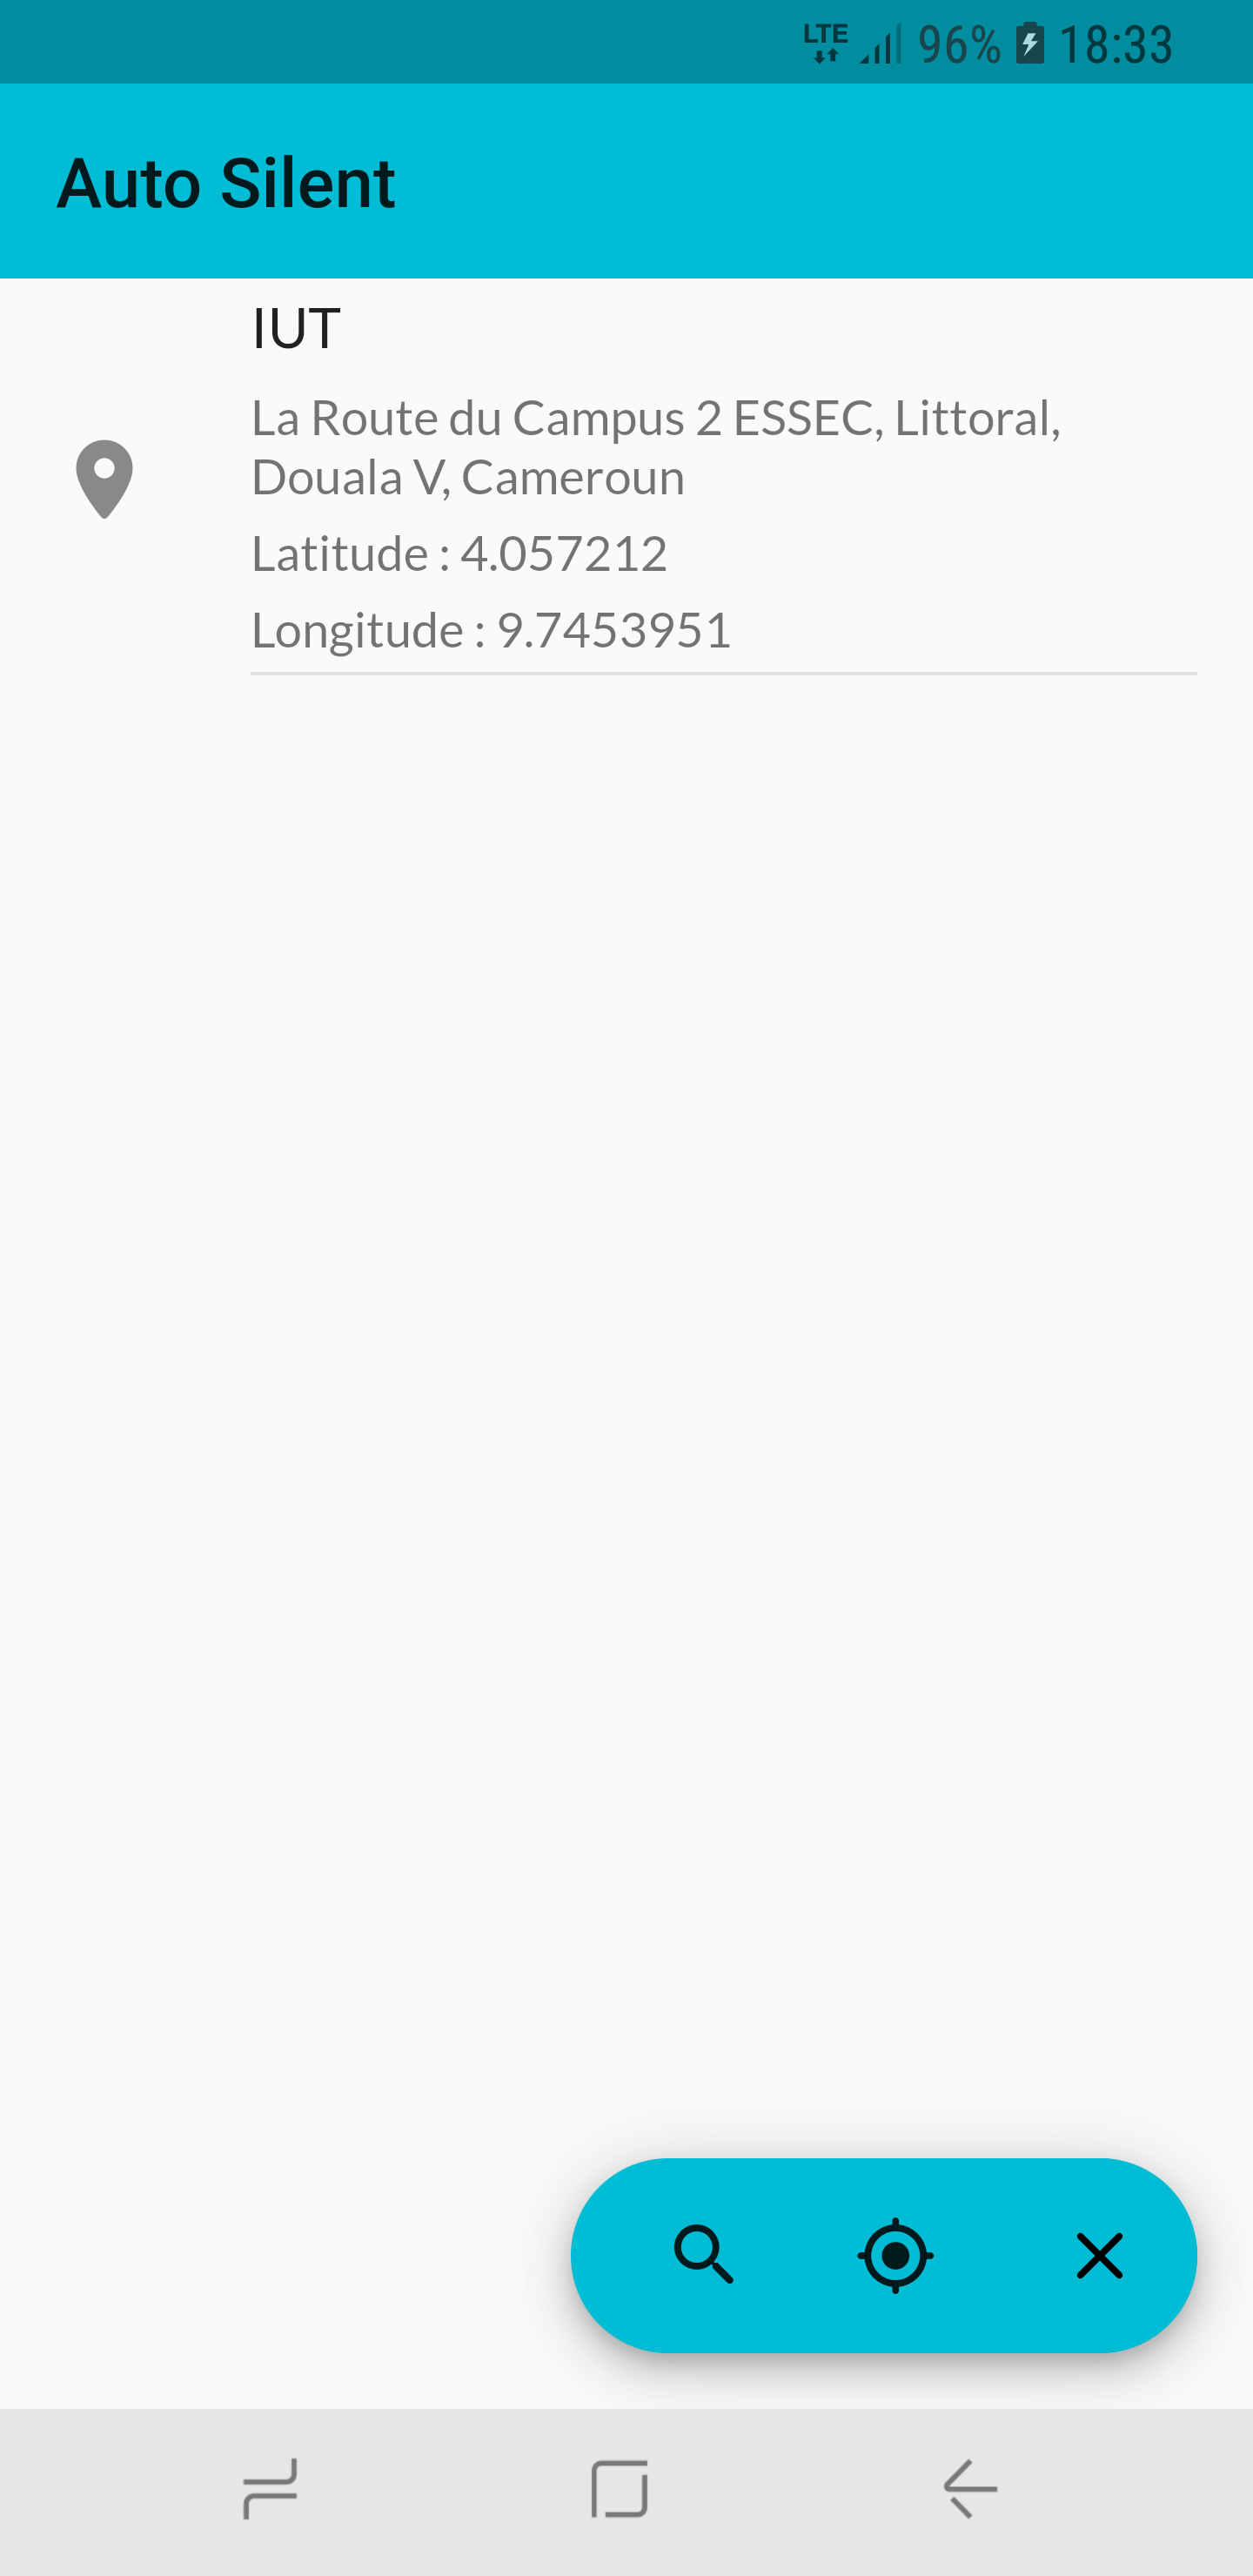 LTE 96% 18:33
Auto Silent
IUT
La Route du Campus 2 ESSEC, Littoral,
Douala V, Cameroun
Latitude : 4.057212
Longitude : 9.7453951